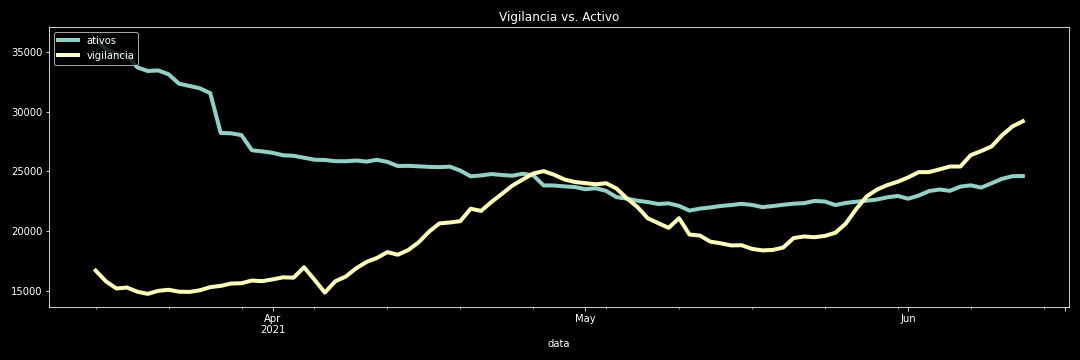 Vigilancia vs. Activo
ativos
vigilancia
35000
30000
25000
20000
15000
Apr
2021
May
Jun
data